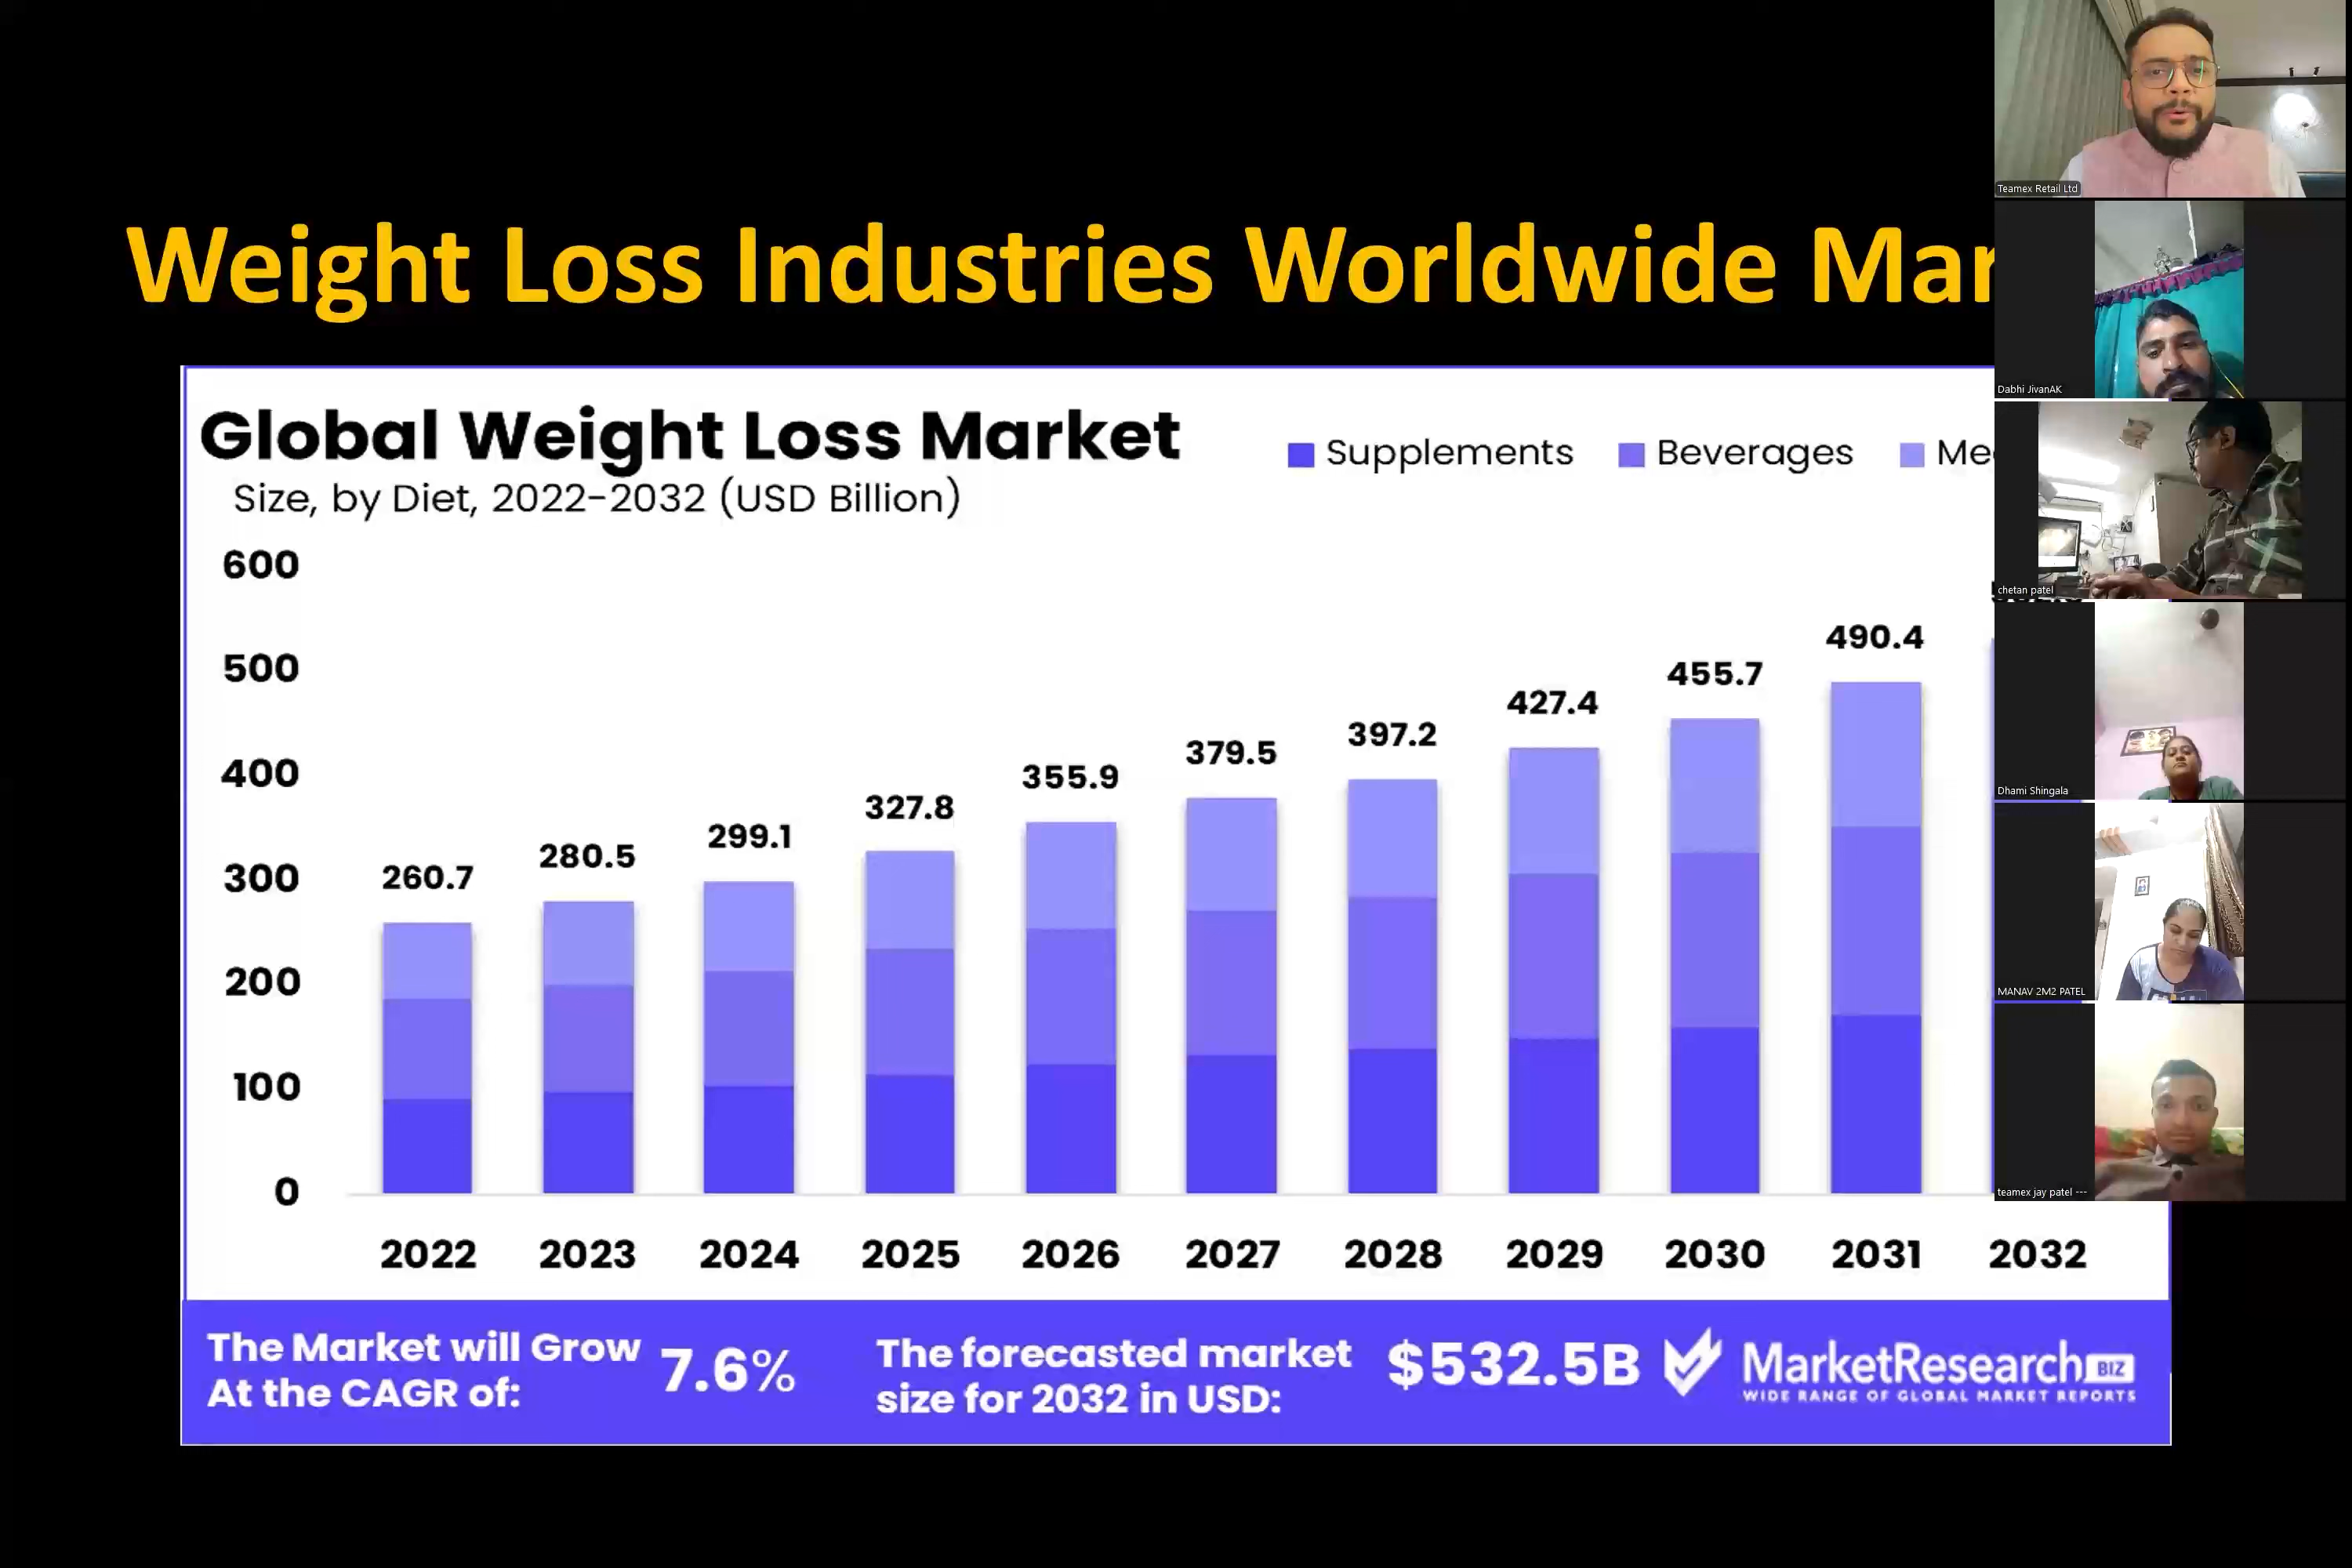 Weight Loss Industries Worldwide Mar
Global Weight Loss Market
Size, by Diet, 2022-2032 (USD Billion)
Supplements Beverages Me
600
500
400
300
200
100
0
260.7
280.5
299.1
327.8
355.9
379.5
397.2
427.4
455.7
490.4
2022 2023 2024 2025 2026 2027 2028 2029 2030 2031 2032
The Market will Grow
At the CAGR of:
7.6%
The forecasted market
size for 2032 in USD:
$532.5B
MarketResearch BIZ
WIDE RANGE OF GLOBAL MARKET REPORTS
Teamex Retail Ltd
Dabhi JivanAK
chetan patel
Dhami Shingala
MANAV 2M2 PATEL
teamex jay patel ---